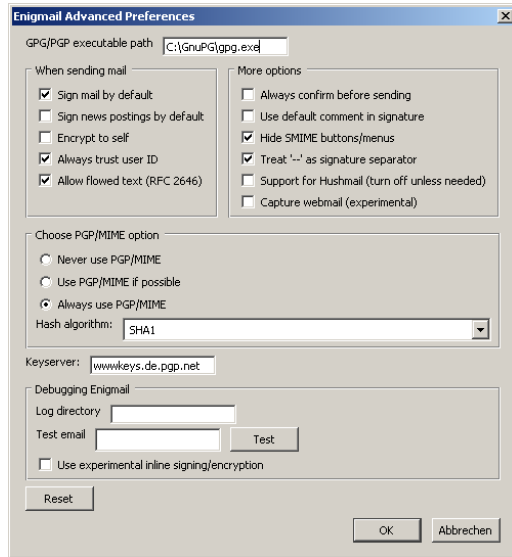 Enigmail Advanced Preferences
GPG/PGP executable path C:\GnuPG\gpg.exe
When sending mail
Sign mail by default
Sign news postings by default
Encrypt to self
Always trust user ID
Allow flowed text (RFC 2646)
More options
Always confirm before sending
Use default comment in signature
Hide SMIME buttons/menus
Treat '--' as signature separator
Support for Hushmail (turn off unless needed)
Capture webmail (experimental)
Choose PGP/MIME option
Never use PGP/MIME
Use PGP/MIME if possible
Always use PGP/MIME
Hash algorithm: SHA1
Keyserver: wwwkeys.de.pgp.net
Debugging Enigmail
Log directory
Test email Test
Use experimental inline signing/encryption
Reset
OK Abbrechen